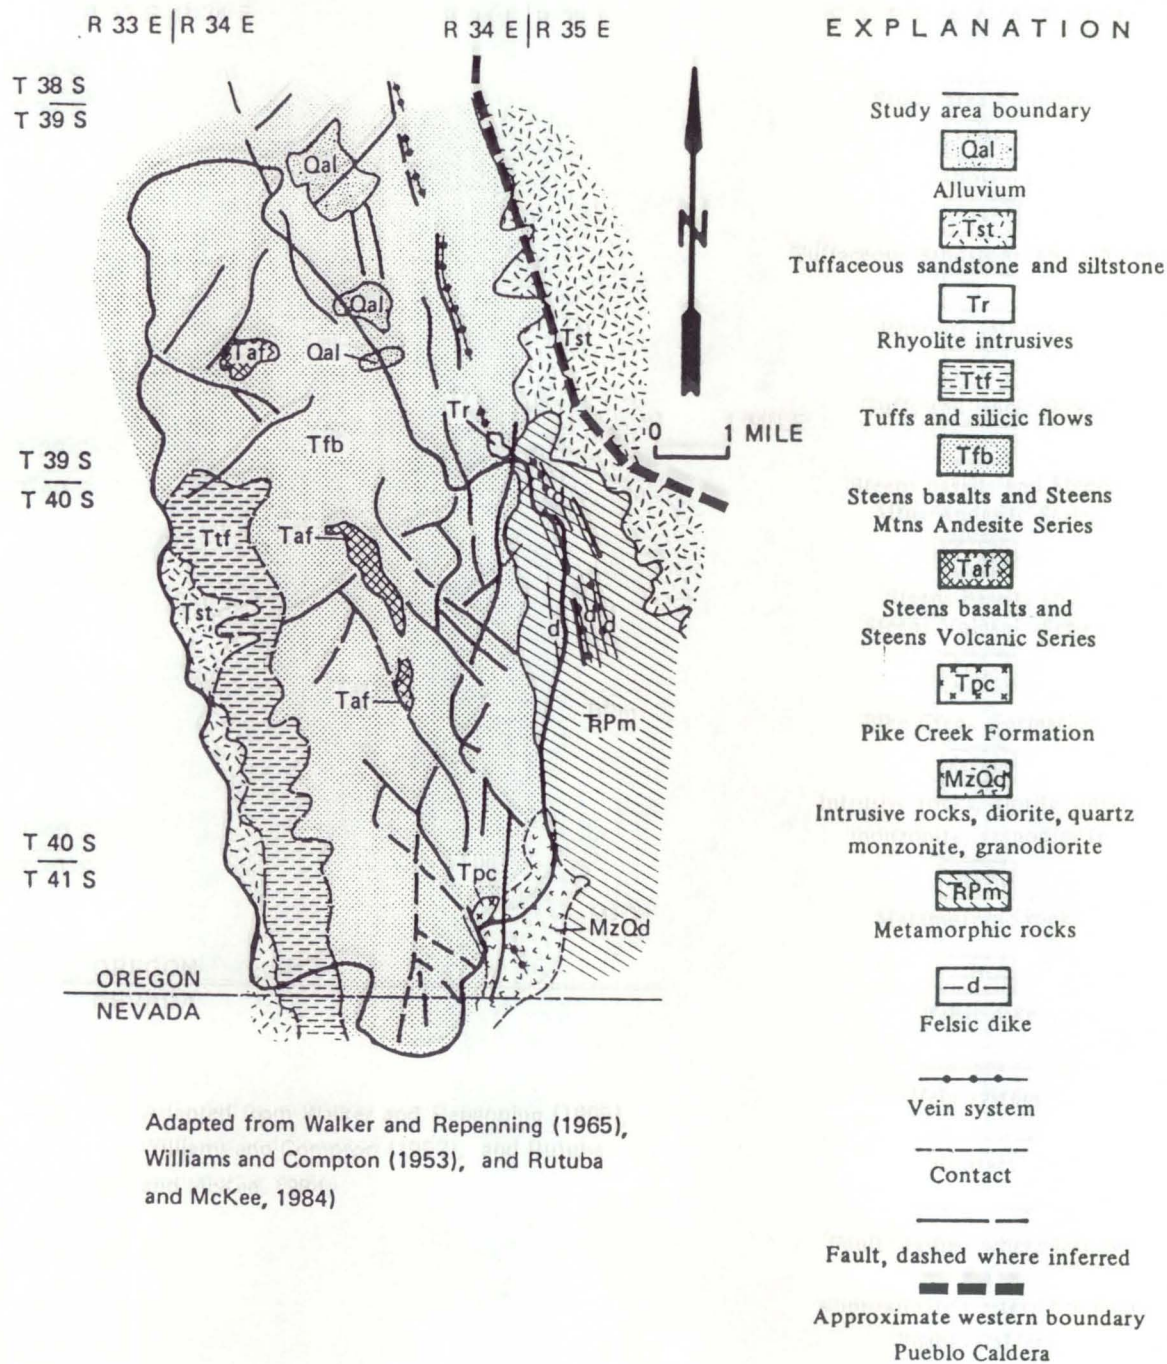 R 33 E | R 34 E
R 34 E | R 35 E
T 38 S
T 39 S
T 39 S
T 40 S
T 40 S
T 41 S
Qal
Qal
Taf
Qal
Tst
Tr
N
0 1 MILE
Tfb
Ttf
Taf
d
Tst
d
d
d
Taf
TRPm
Tpc
MzQd
OREGON
NEVADA
Adapted from Walker and Repenning (1965),
Williams and Compton (1953), and Rutuba
and McKee, 1984)
EXPLANATION
Study area boundary
Qal
Alluvium
Tst
Tuffaceous sandstone and siltstone
Tr
Rhyolite intrusives
Ttf
Tuffs and silicic flows
Tfb
Steens basalts and Steens
Mtns Andesite Series
Taf
Steens basalts and
Steens Volcanic Series
Tpc
Pike Creek Formation
MzQd
Intrusive rocks, diorite, quartz
monzonite, granodiorite
TRPm
Metamorphic rocks
d
Felsic dike
Vein system
Contact
Fault, dashed where inferred
Approximate western boundary
Pueblo Caldera